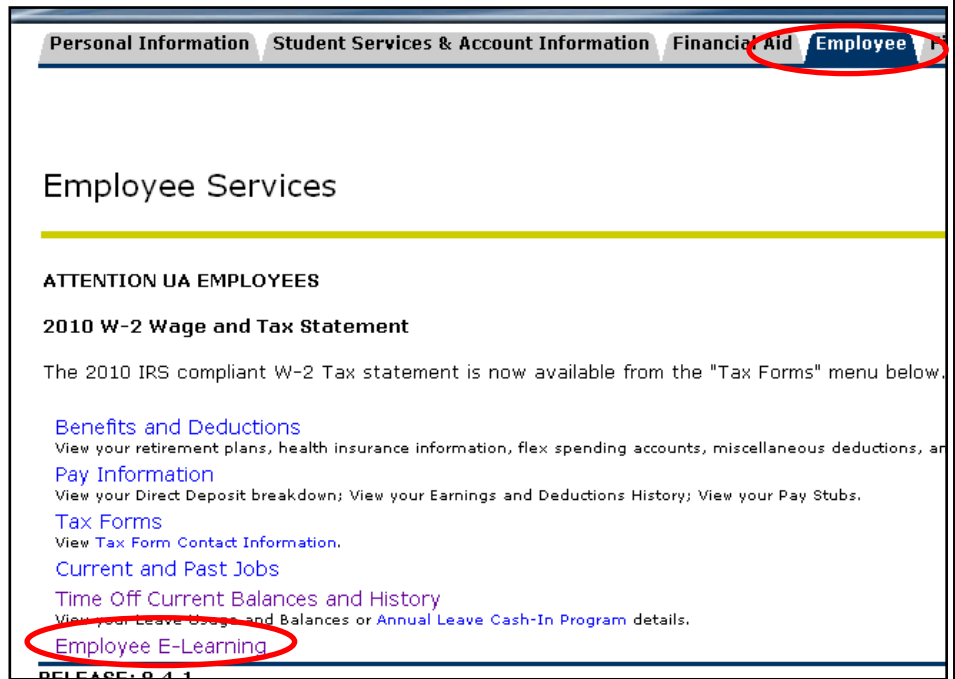 Personal Information Student Services & Account Information Financial Aid Employee
Employee Services
ATTENTION UA EMPLOYEES
2010 W-2 Wage and Tax Statement
The 2010 IRS compliant W-2 Tax statement is now available from the "Tax Forms" menu below.
Benefits and Deductions
View your retirement plans, health insurance information, flex spending accounts, miscellaneous deductions,
Pay Information
View your Direct Deposit breakdown; View your Earnings and Deductions History; View your Pay Stubs.
Tax Forms
View Tax Form Contact Information.
Current and Past Jobs
Time Off Current Balances and History
View your Leave Usage and Balances or Annual Leave Cash-In Program details.
Employee E-Learning
RELEASE: 8.4.1